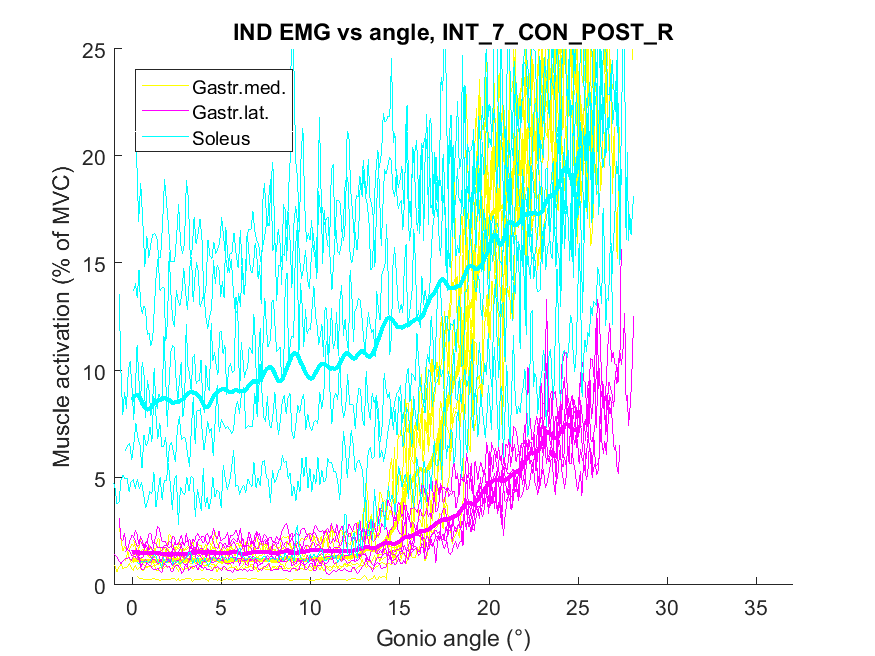 IND EMG vs angle, INT_7_CON_POST_R
25
20
15
10
5
0
Muscle activation (% of MVC)
Gastr.med.
Gastr.lat.
Soleus
0 5 10 15 20 25 30 35
Gonio angle (°)